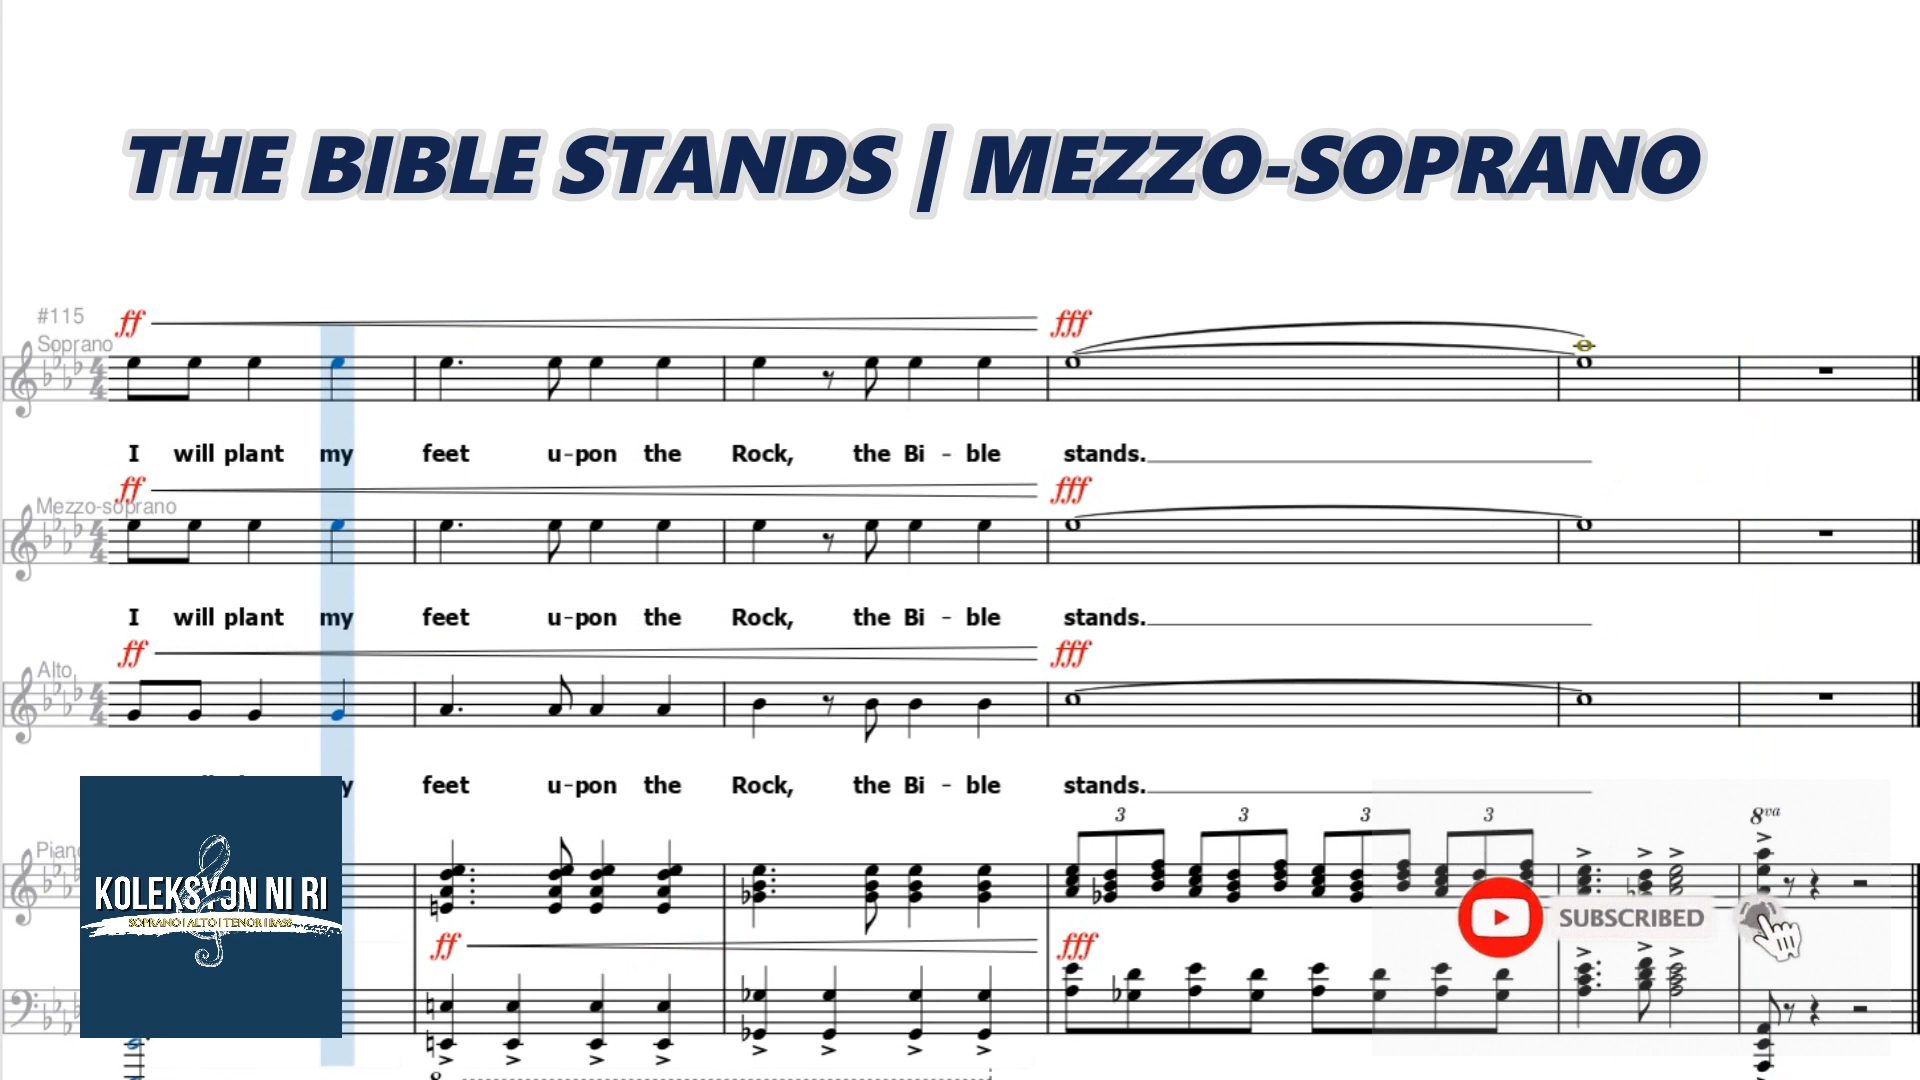 THE BIBLE STANDS | MEZZO-SOPRANO
#115
ff fff
Soprano
I will plant my feet u-pon the Rock, the Bi - ble stands.
ff fff
Mezzo-soprano
I will plant my feet u-pon the Rock, the Bi - ble stands.
ff fff
Alto
y feet u-pon the Rock, the Bi - ble stands.
3 3 3 3 8va
Piano
KOLEKSYON NI RI
SOPRANO | ALTO | TENOR | BASS
SUBSCRIBED
ff fff
8